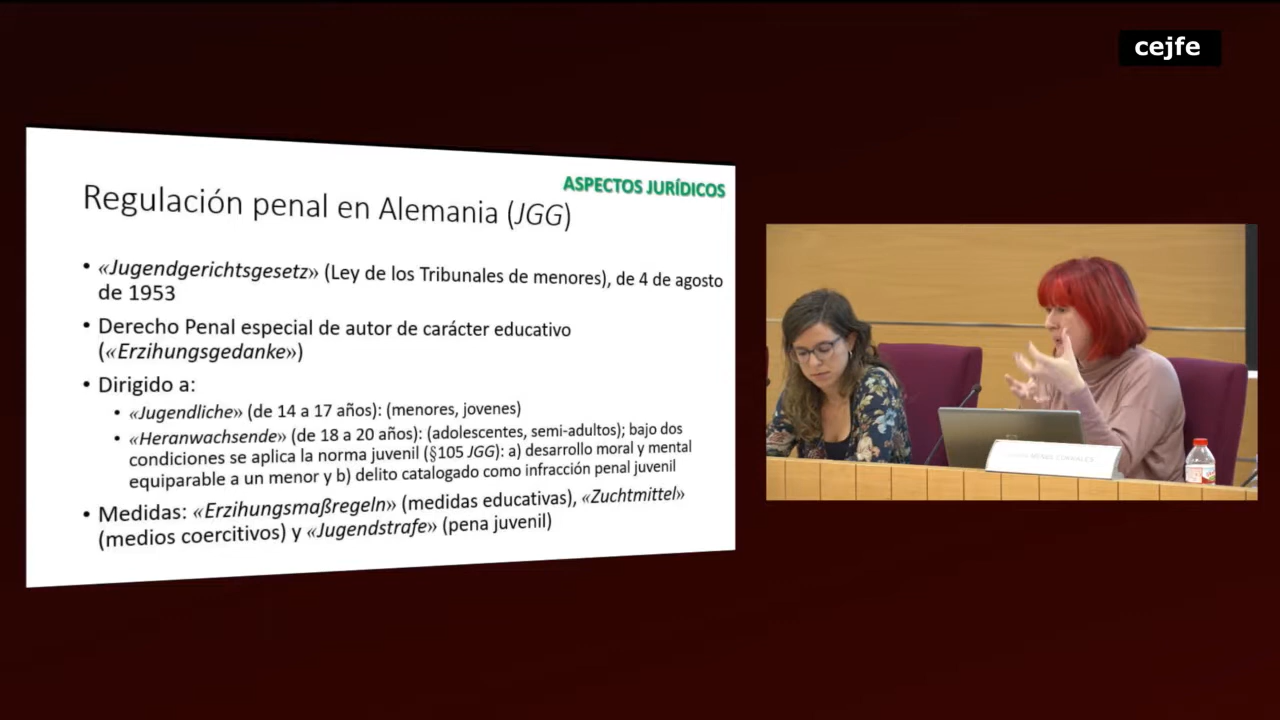 cejfe
ASPECTOS JURÍDICOS
Regulación penal en Alemania (JGG)
• «Jugendgerichtsgesetz» (Ley de los Tribunales de menores), de 4 de agosto
de 1953
• Derecho Penal especial de autor de carácter educativo
(«Erziehungsgedanke»)
• Dirigido a:
• «Jugendliche» (de 14 a 17 años): (menores, jovenes)
• «Heranwachsende» (de 18 a 20 años): (adolescentes, semi-adultos); bajo dos
condiciones se aplica la norma juvenil (§105 JGG): a) desarrollo moral y mental
equiparable a un menor y b) delito catalogado como infracción penal juvenil
• Medidas: «Erzihungsmaßregeln» (medidas educativas), «Zuchtmittel»
(medios coercitivos) y «Jugendstrafe» (pena juvenil)